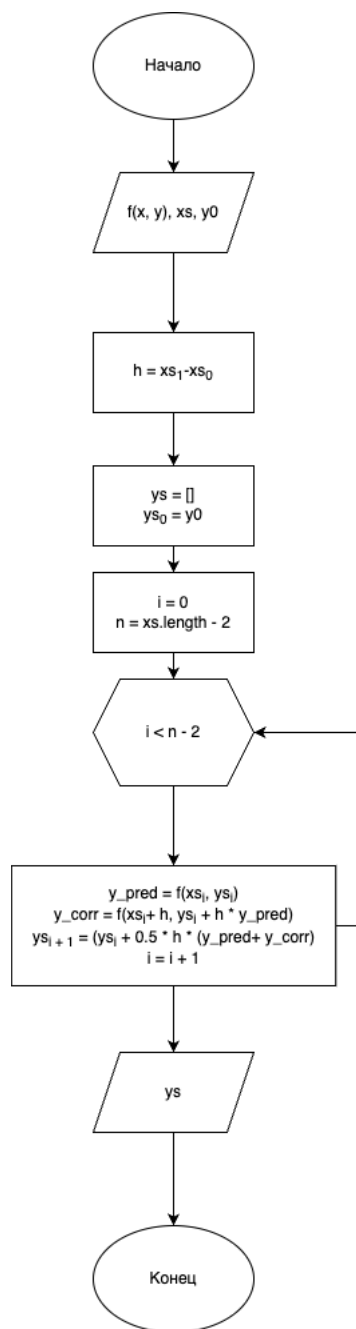 Начало
f(x, y), xs, y0
h = xs₁-xs₀
ys = []
ys₀ = y0
i = 0
n = xs.length - 2
i < n - 2
y_pred = f(xsᵢ, ysᵢ)
y_corr = f(xsᵢ+ h, ysᵢ + h * y_pred)
ysᵢ ₊ ₁ = (ysᵢ + 0.5 * h * (y_pred+ y_corr)
i = i + 1
ys
Конец